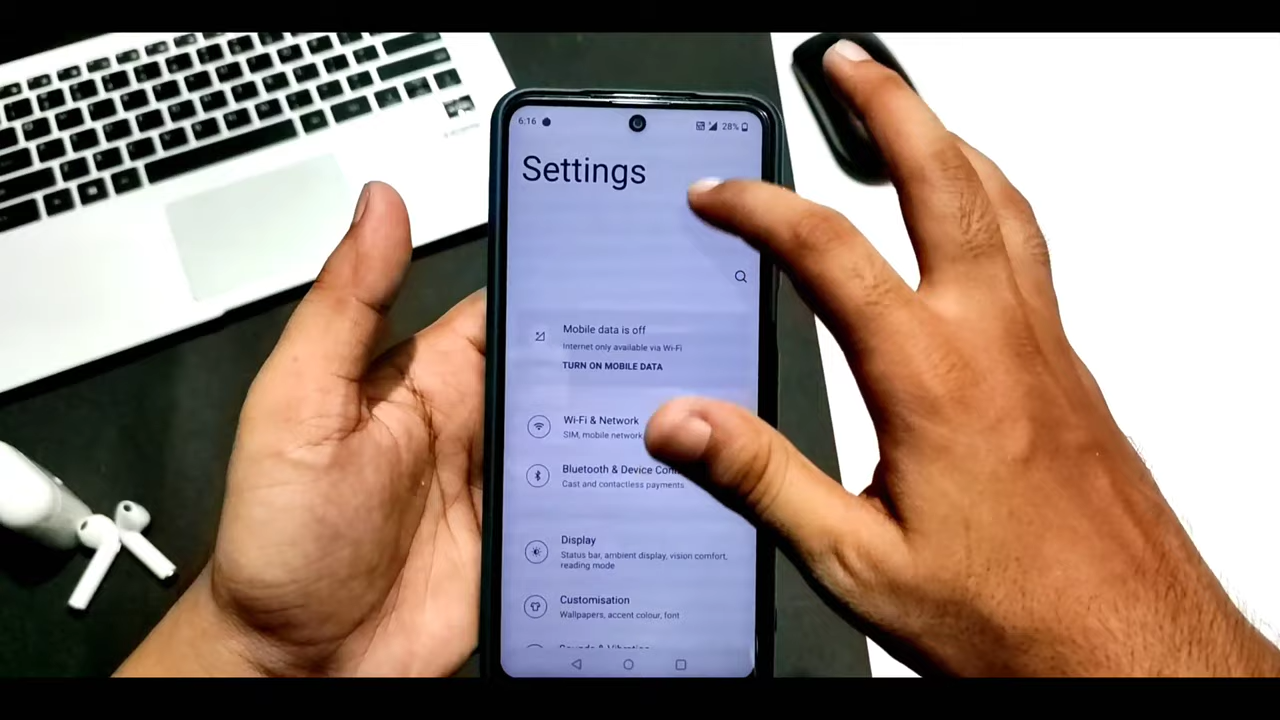 6:16
28%
Settings
Mobile data is off
Internet only available via Wi-Fi
TURN ON MOBILE DATA
Wi-Fi & Network
SIM, mobile network
Bluetooth & Device
Cast and contactless payments
Display
Status bar, ambient display, vision comfort,
reading mode
Customisation
Wallpapers, accent colour, font